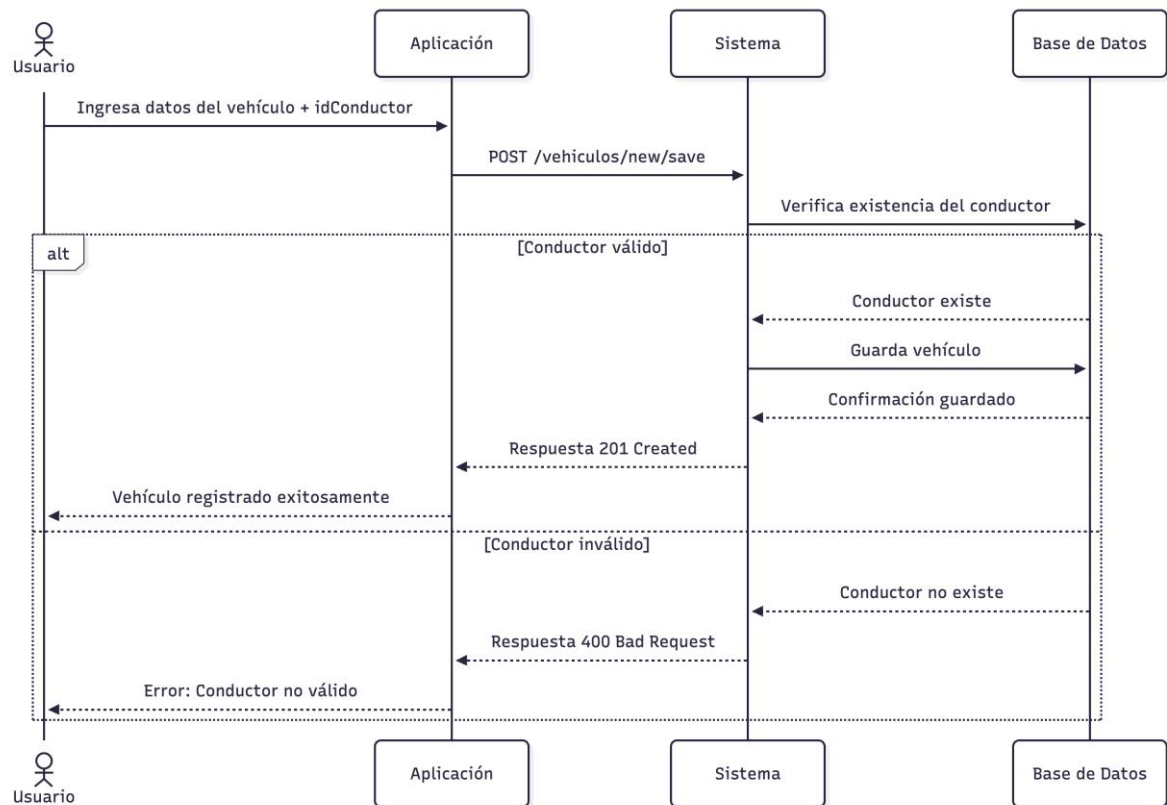 Usuario
Aplicación
Sistema
Base de Datos
Ingresa datos del vehículo + idConductor
POST /vehiculos/new/save
Verifica existencia del conductor
alt
[Conductor válido]
Conductor existe
Guarda vehículo
Confirmación guardado
Respuesta 201 Created
Vehículo registrado exitosamente
[Conductor inválido]
Conductor no existe
Respuesta 400 Bad Request
Error: Conductor no válido
Usuario
Aplicación
Sistema
Base de Datos